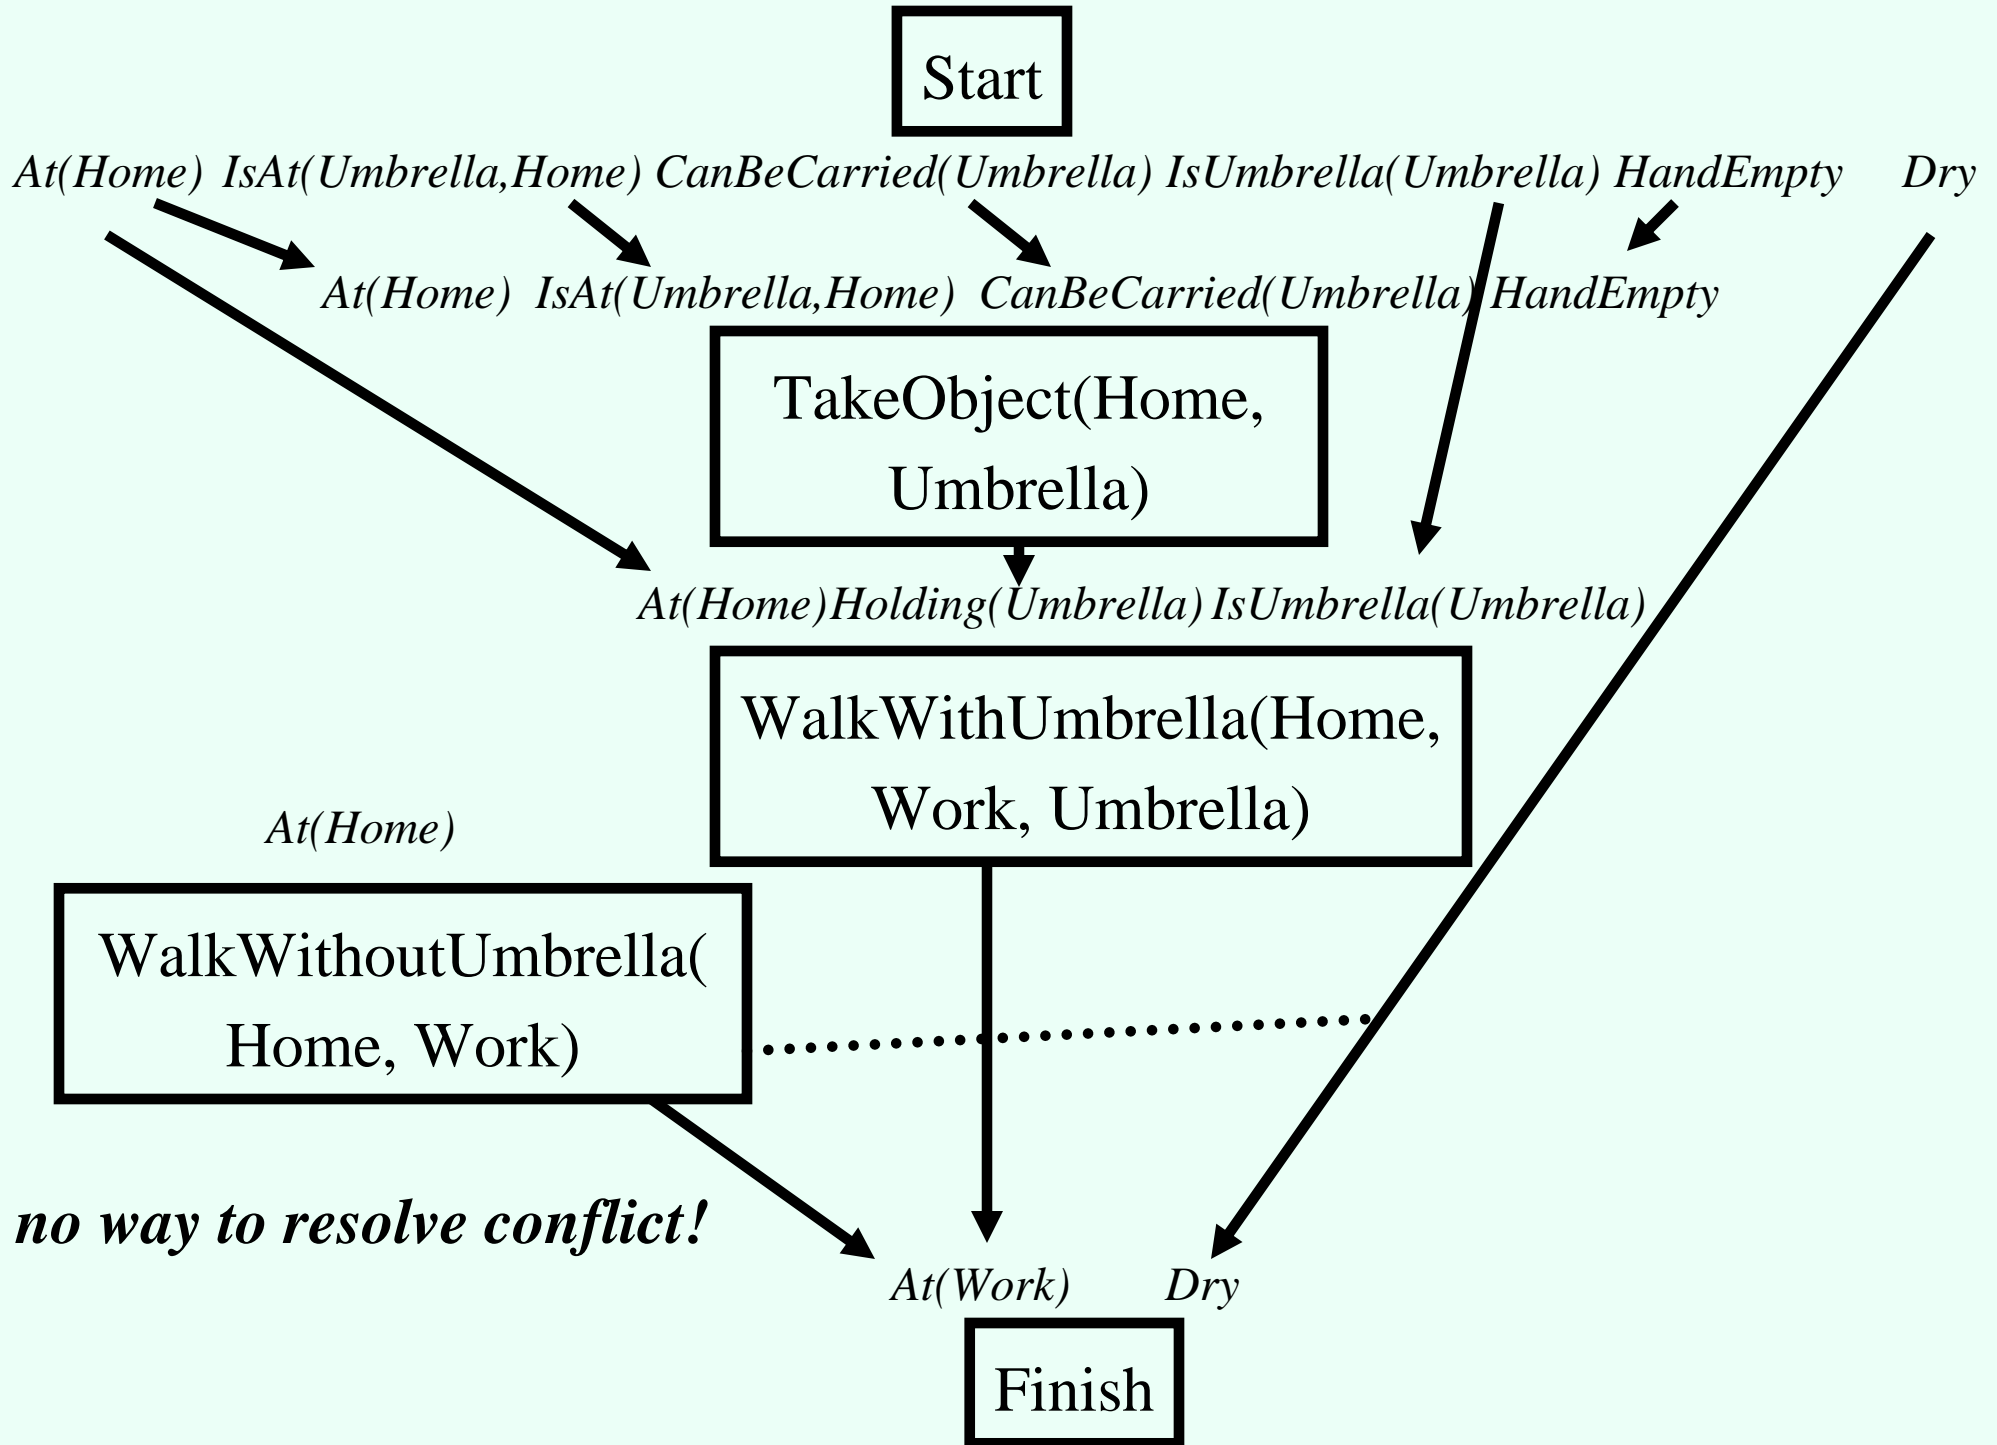 Start
At(Home) IsAt(Umbrella,Home) CanBeCarried(Umbrella) IsUmbrella(Umbrella) HandEmpty Dry
At(Home) IsAt(Umbrella,Home) CanBeCarried(Umbrella) HandEmpty
TakeObject(Home,
Umbrella)
At(Home) Holding(Umbrella) IsUmbrella(Umbrella)
WalkWithUmbrella(Home,
Work, Umbrella)
At(Home)
WalkWithoutUmbrella(
Home, Work)
no way to resolve conflict!
At(Work) Dry
Finish